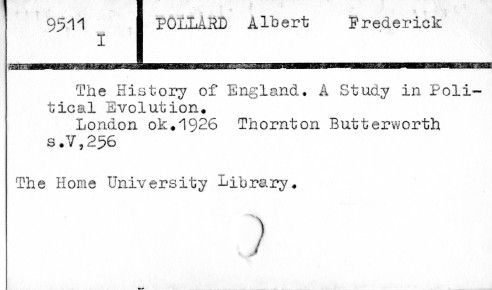 9511 POLLARD Albert Frederick
I
The History of England. A Study in Poli-
tical Evolution.
London ok.1926 Thornton Butterworth
s.V,256
The Home University Library.